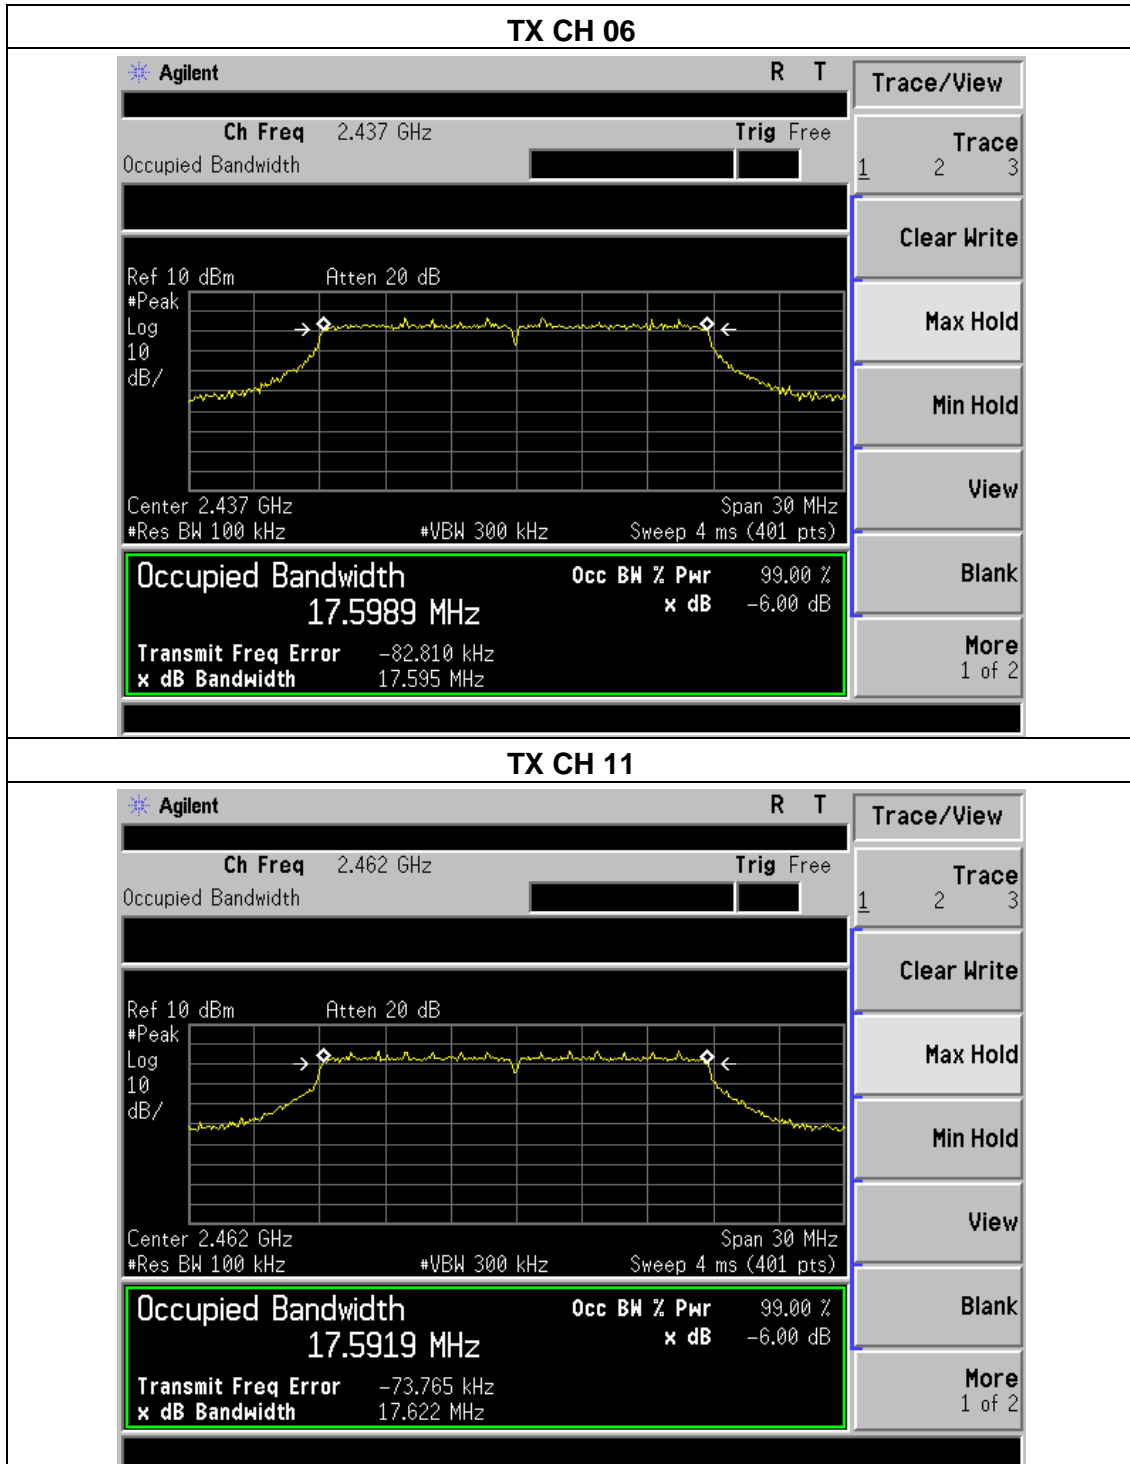 TX CH 06
Agilent R T
Trace/View
Ch Freq 2.437 GHz Trig Free
Occupied Bandwidth
Trace
1 2 3
Clear Write
Ref 10 dBm Atten 20 dB
#Peak
Log
10
dB/
Max Hold
Min Hold
View
Center 2.437 GHz Span 30 MHz
#Res BW 100 kHz #VBW 300 kHz Sweep 4 ms (401 pts)
Occupied Bandwidth Occ BW % Pwr 99.00 %
17.5989 MHz x dB -6.00 dB
Blank
Transmit Freq Error -82.810 kHz
x dB Bandwidth 17.595 MHz
More
1 of 2
TX CH 11
Agilent R T
Trace/View
Ch Freq 2.462 GHz Trig Free
Occupied Bandwidth
Trace
1 2 3
Clear Write
Ref 10 dBm Atten 20 dB
#Peak
Log
10
dB/
Max Hold
Min Hold
View
Center 2.462 GHz Span 30 MHz
#Res BW 100 kHz #VBW 300 kHz Sweep 4 ms (401 pts)
Occupied Bandwidth Occ BW % Pwr 99.00 %
17.5919 MHz x dB -6.00 dB
Blank
Transmit Freq Error -73.765 kHz
x dB Bandwidth 17.622 MHz
More
1 of 2